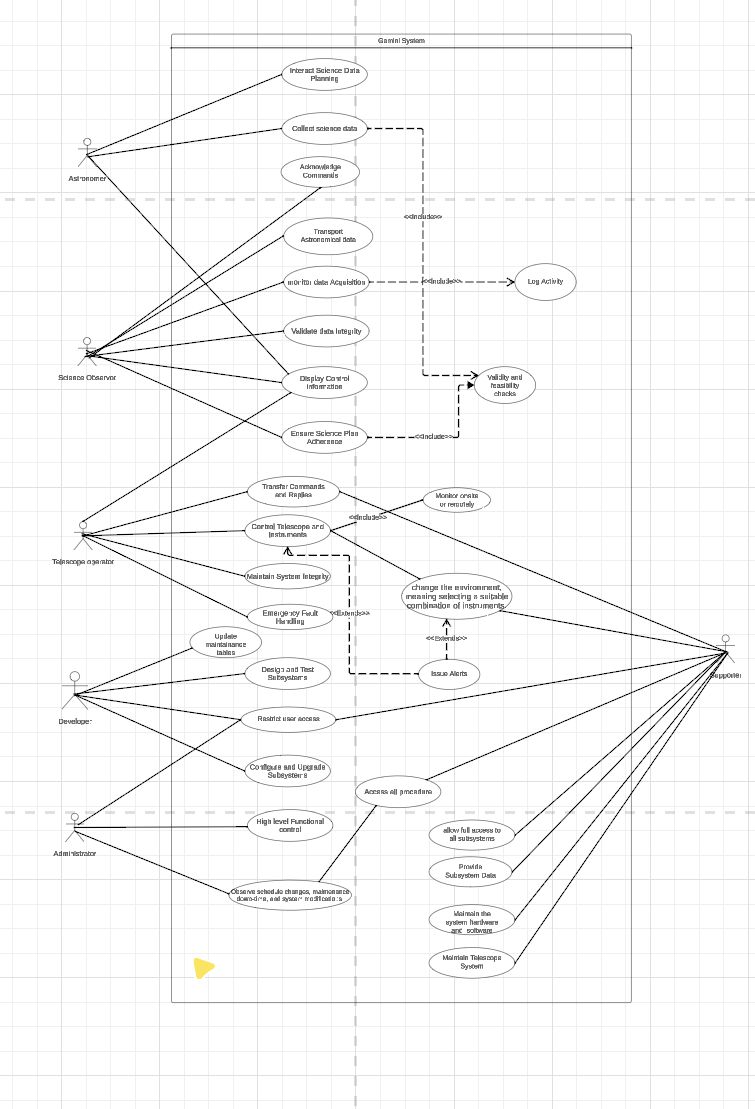 Gemini System
Interact Science Data
Planning
Collect science data
Acknowledge
Commands
Astronomer
<<Include>>
Transport
Astronomical data
monitor data Acquisition
<<Include>>
Log Activity
Validate data Integrity
Science Observer
Display Control
Information
Validity and
feasibility
checks
Ensure Science Plan
Adherence
<<Include>>
Transfer Commands
and Replies
Monitor onsite
or remotely
<<Include>>
Control Telescope and
Instruments
Telescope operator
Maintain System Integrity
change the environment,
meaning selecting a suitable
combination of instruments
Emergency Fault
Handling
<<Extends>>
Update
maintainance
tables
<<Extends>>
Design and Test
Subsystems
Issue Alerts
Supporter
Developer
Restrict user access
Configure and Upgrade
Subsystems
Access all procedure
High level Functional
control
allow full access to
all subsystems
Administrator
Provide
Subsystem Data
Observe schedule changes, maintenance
down-time, and system modifications
Maintain the
system hardware
and software
Maintain Telescope
System